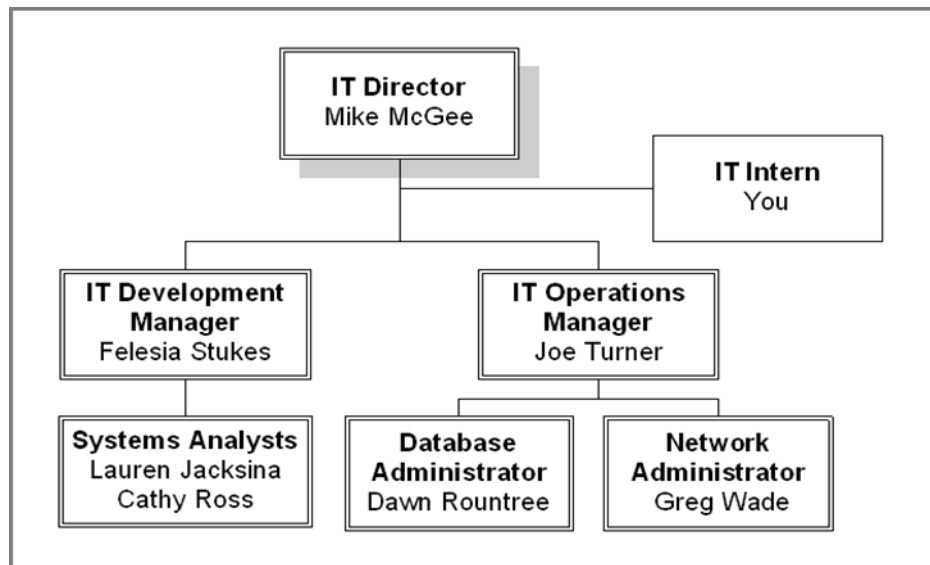 IT Director
Mike McGee
IT Intern
You
IT Development
Manager
Felesia Stukes
IT Operations
Manager
Joe Turner
Systems Analysts
Lauren Jacksina
Cathy Ross
Database
Administrator
Dawn Rountree
Network
Administrator
Greg Wade